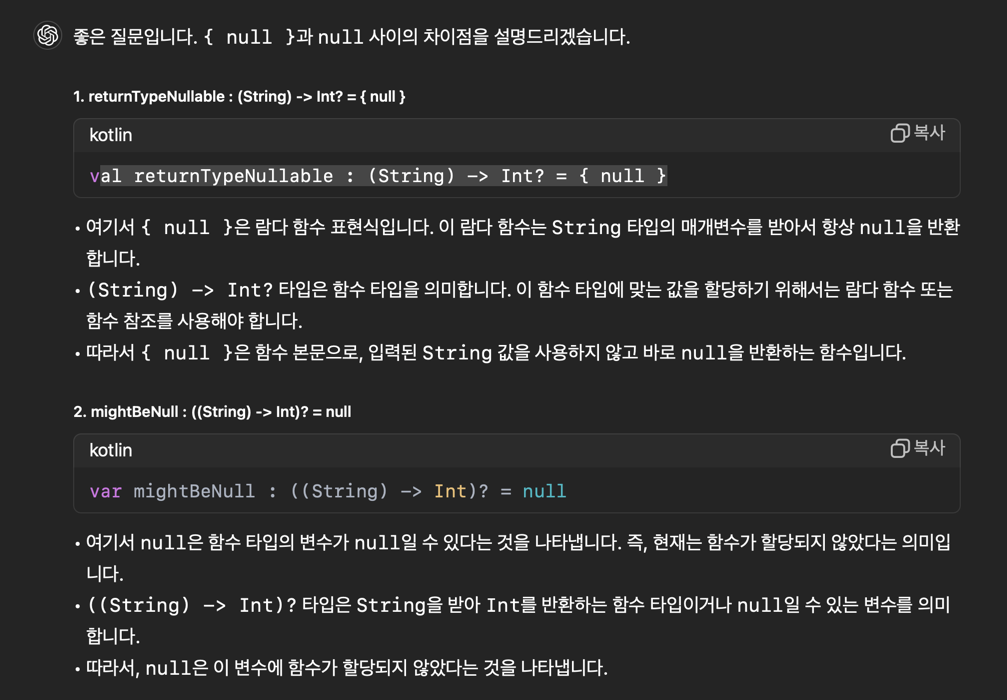 좋은 질문입니다. { null }과 null 사이의 차이점을 설명드리겠습니다.
1. returnTypeNullable : (String) -> Int? = { null }
kotlin
복사
val returnTypeNullable : (String) -> Int? = { null }
• 여기서 { null }은 람다 함수 표현식입니다. 이 람다 함수는 String 타입의 매개변수를 받아서 항상 null을 반환
합니다.
• (String) -> Int? 타입은 함수 타입을 의미합니다. 이 함수 타입에 맞는 값을 할당하기 위해서는 람다 함수 또는
함수 참조를 사용해야 합니다.
• 따라서 { null }은 함수 본문으로, 입력된 String 값을 사용하지 않고 바로 null을 반환하는 함수입니다.
2. mightBeNull : ((String) -> Int)? = null
kotlin
복사
var mightBeNull : ((String) -> Int)? = null
• 여기서 null은 함수 타입의 변수가 null일 수 있다는 것을 나타냅니다. 즉, 현재는 함수가 할당되지 않았다는 의미입
니다.
• ((String) -> Int)? 타입은 String을 받아 Int를 반환하는 함수 타입이거나 null일 수 있는 변수를 의미
합니다.
• 따라서, null은 이 변수에 함수가 할당되지 않았다는 것을 나타냅니다.